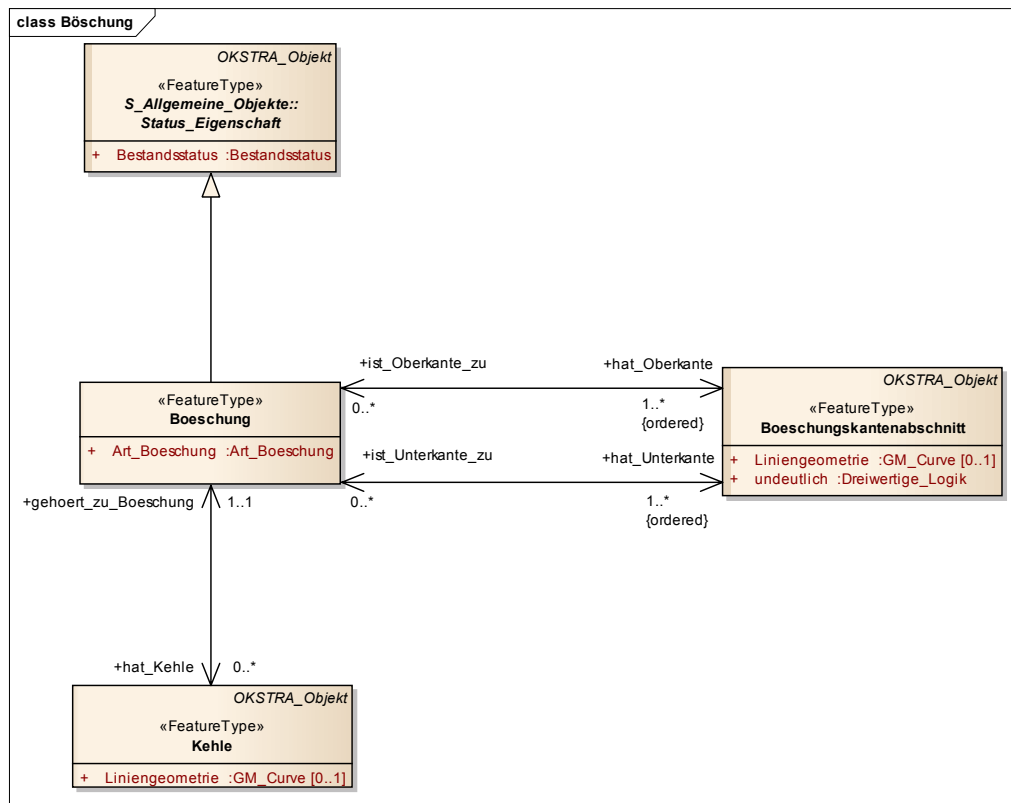 class Böschung
OKSTRA_Objekt
«FeatureType»
S_Allgemeine_Objekte::
Status_Eigenschaft
+ Bestandsstatus :Bestandsstatus
+ist_Oberkante_zu
+hat_Oberkante
0..*
1..*
{ordered}
«FeatureType»
Boeschung
+ Art_Boeschung :Art_Boeschung
OKSTRA_Objekt
«FeatureType»
Boeschungskantenabschnitt
+ Liniengeometrie :GM_Curve [0..1]
+ undeutlich :Dreiwertige_Logik
+ist_Unterkante_zu
+hat_Unterkante
0..*
1..*
{ordered}
+gehoert_zu_Boeschung
1..1
+hat_Kehle
0..*
OKSTRA_Objekt
«FeatureType»
Kehle
+ Liniengeometrie :GM_Curve [0..1]